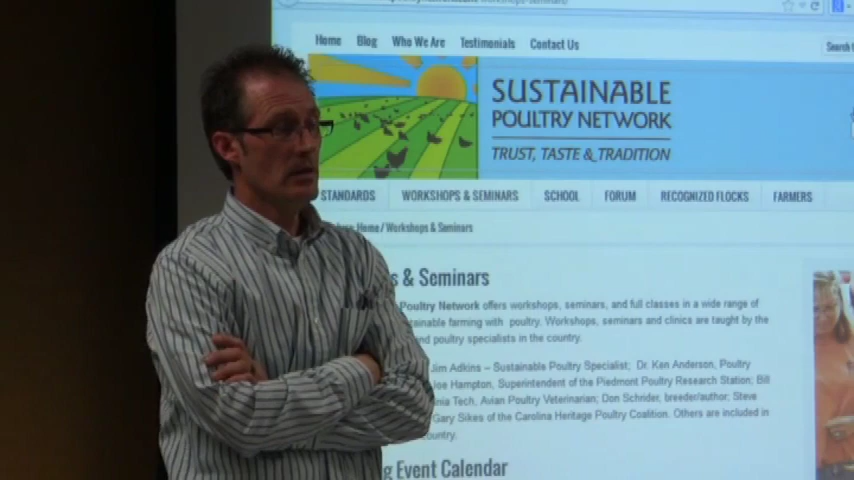 Home Blog Who We Are Testimonials Contact Us
Search
SUSTAINABLE
POULTRY NETWORK
TRUST, TASTE & TRADITION
STANDARDS WORKSHOPS & SEMINARS SCHOOL FORUM RECOGNIZED FLOCKS FARMERS
Home / Workshops & Seminars
s & Seminars
Poultry Network offers workshops, seminars, and full classes in a wide range of
tainable farming with poultry. Workshops, seminars and clinics are taught by the
nd poultry specialists in the country.
Jim Adkins – Sustainable Poultry Specialist; Dr. Ken Anderson, Poultry
Joe Hampton, Superintendent of the Piedmont Poultry Research Station; Bill
nia Tech, Avian Poultry Veterinarian; Don Schrider, breeder/author; Steve
Gary Sikes of the Carolina Heritage Poultry Coalition. Others are included in
ountry.
g Event Calendar